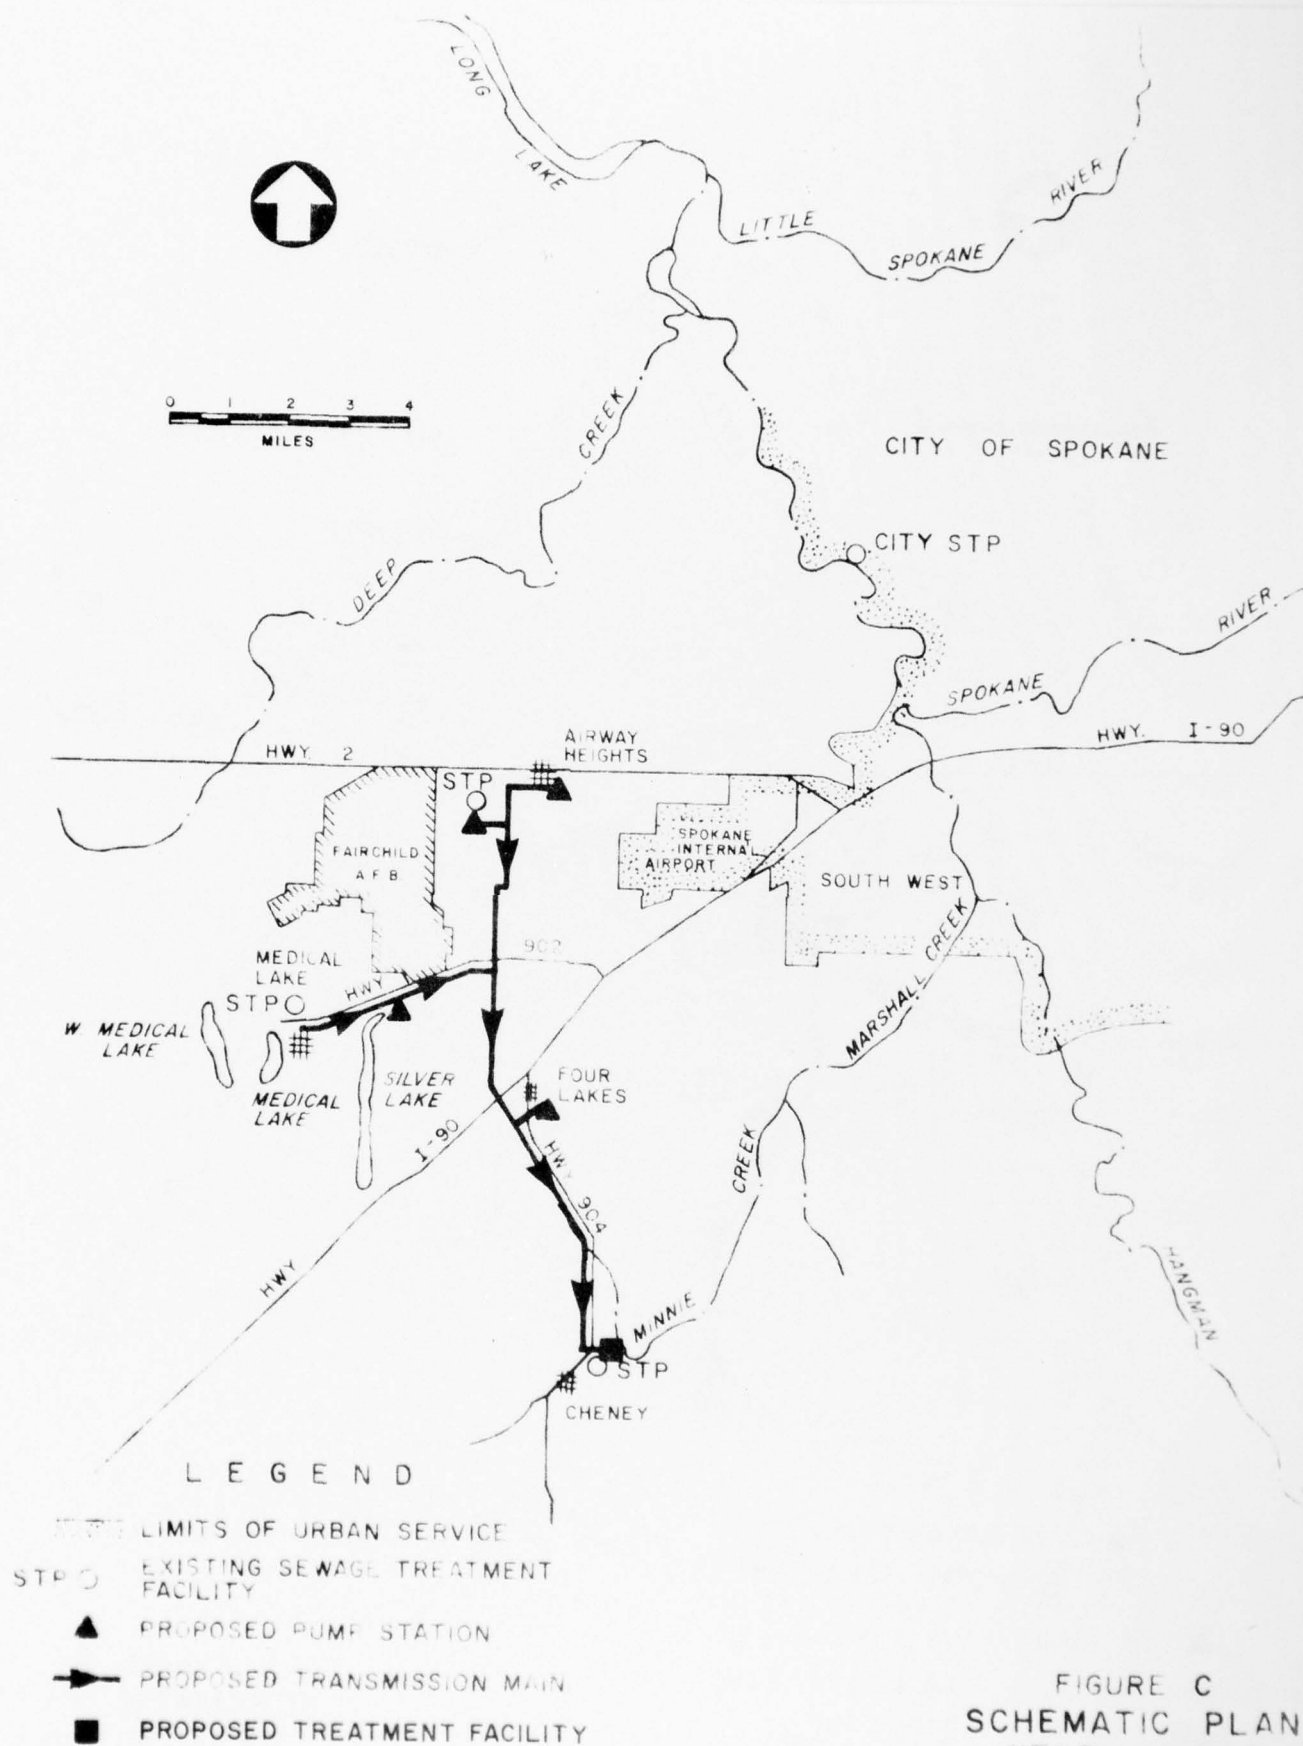 LONG
LAKE
LITTLE
SPOKANE
RIVER
0 1 2 3 4
MILES
CREEK
CITY OF SPOKANE
CITY STP
DEEP
RIVER
SPOKANE
HWY. I-90
AIRWAY
HEIGHTS
HWY. 2
STP
FAIRCHILD
A F B
SPOKANE
INTERNAL
AIRPORT
SOUTH WEST
902
MEDICAL
LAKE
HWY
STP
W MEDICAL
LAKE
MARSHALL CREEK
SILVER
LAKE
MEDICAL
LAKE
FOUR
LAKES
I-90
HWY. 904
CREEK
HWY
HANGMAN
MINNIE
STP
CHENEY
LEGEND
LIMITS OF URBAN SERVICE
STP EXISTING SEWAGE TREATMENT
FACILITY
PROPOSED PUMP STATION
PROPOSED TRANSMISSION MAIN
PROPOSED TREATMENT FACILITY
FIGURE C
SCHEMATIC PLAN